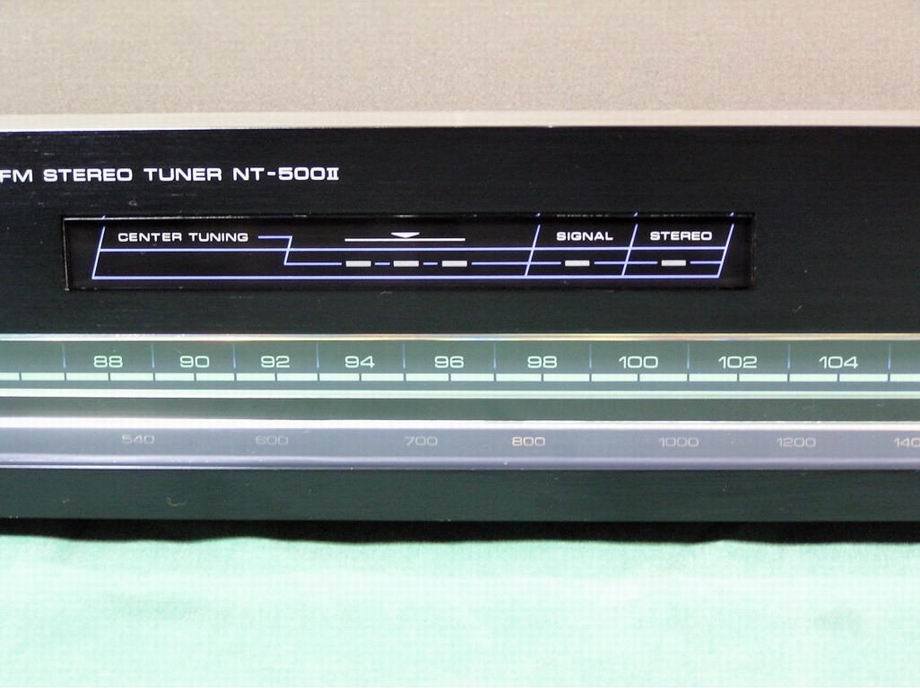 FM STEREO TUNER NT-500II
CENTER TUNING SIGNAL STEREO
88 90 92 94 96 98 100 102 104
540 600 700 800 1000 1200